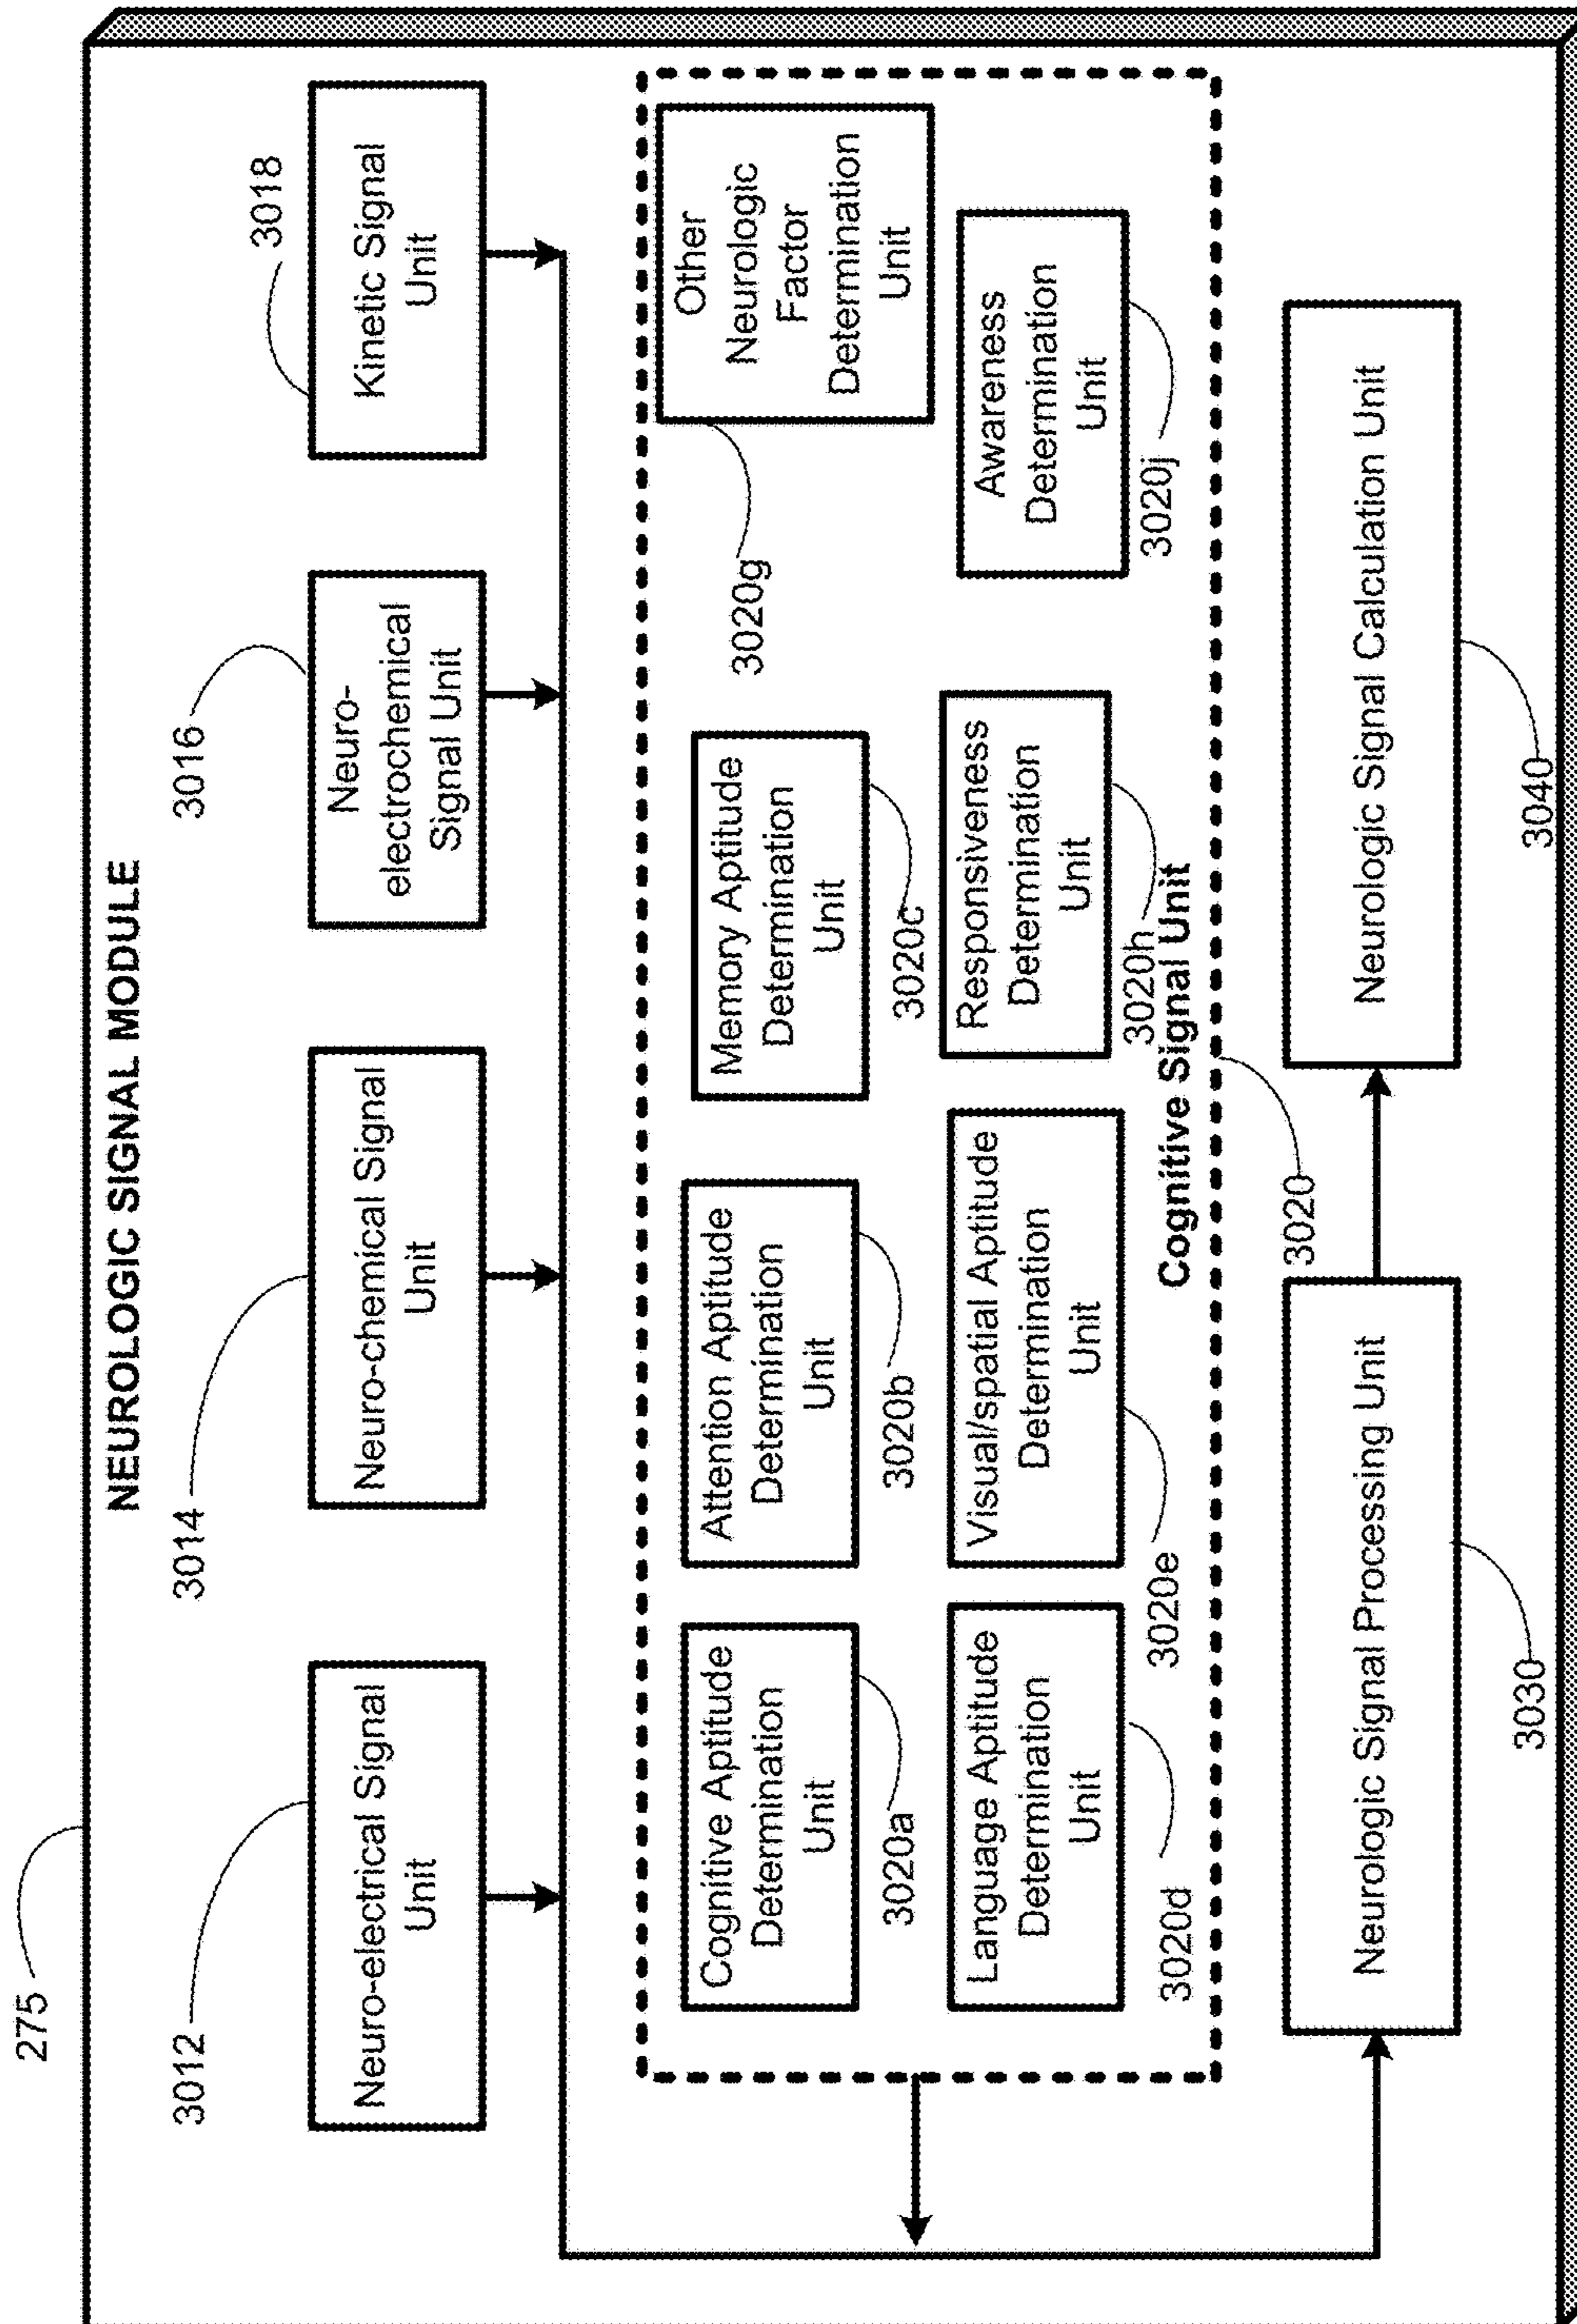 275
NEUROLOGIC SIGNAL MODULE
3012
3014
3016
3018
Neuro-electrical Signal
Unit
Neuro-chemical Signal
Unit
Neuro-
electrochemical
Signal Unit
Kinetic Signal
Unit
Cognitive Aptitude
Determination
Unit
3020a
Attention Aptitude
Determination
Unit
3020b
Memory Aptitude
Determination
Unit
3020c
Other
Neurologic
Factor
Determination
Unit
3020g
Language Aptitude
Determination
Unit
3020d
Visual/spatial Aptitude
Determination
Unit
3020e
Responsiveness
Determination
Unit
3020h
Awareness
Determination
Unit
3020j
Cognitive Signal Unit
3020
Neurologic Signal Processing Unit
3030
Neurologic Signal Calculation Unit
3040